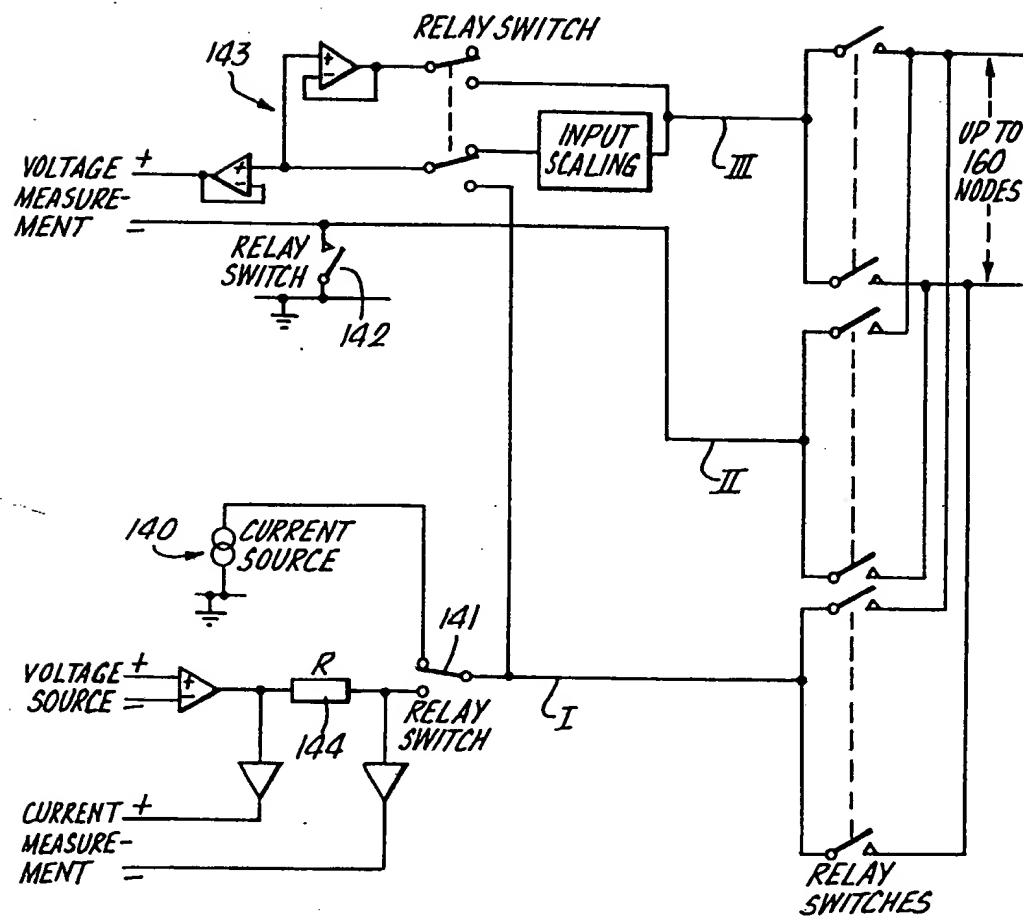 RELAY SWITCH
143
+
-
INPUT
SCALING
III
UP TO
160
NODES
VOLTAGE +
MEASURE-
MENT -
+
-
RELAY
SWITCH
142
II
140
CURRENT
SOURCE
141
VOLTAGE +
SOURCE -
+
-
R
144
RELAY
SWITCH
I
CURRENT +
MEASURE-
MENT -
RELAY
SWITCHES